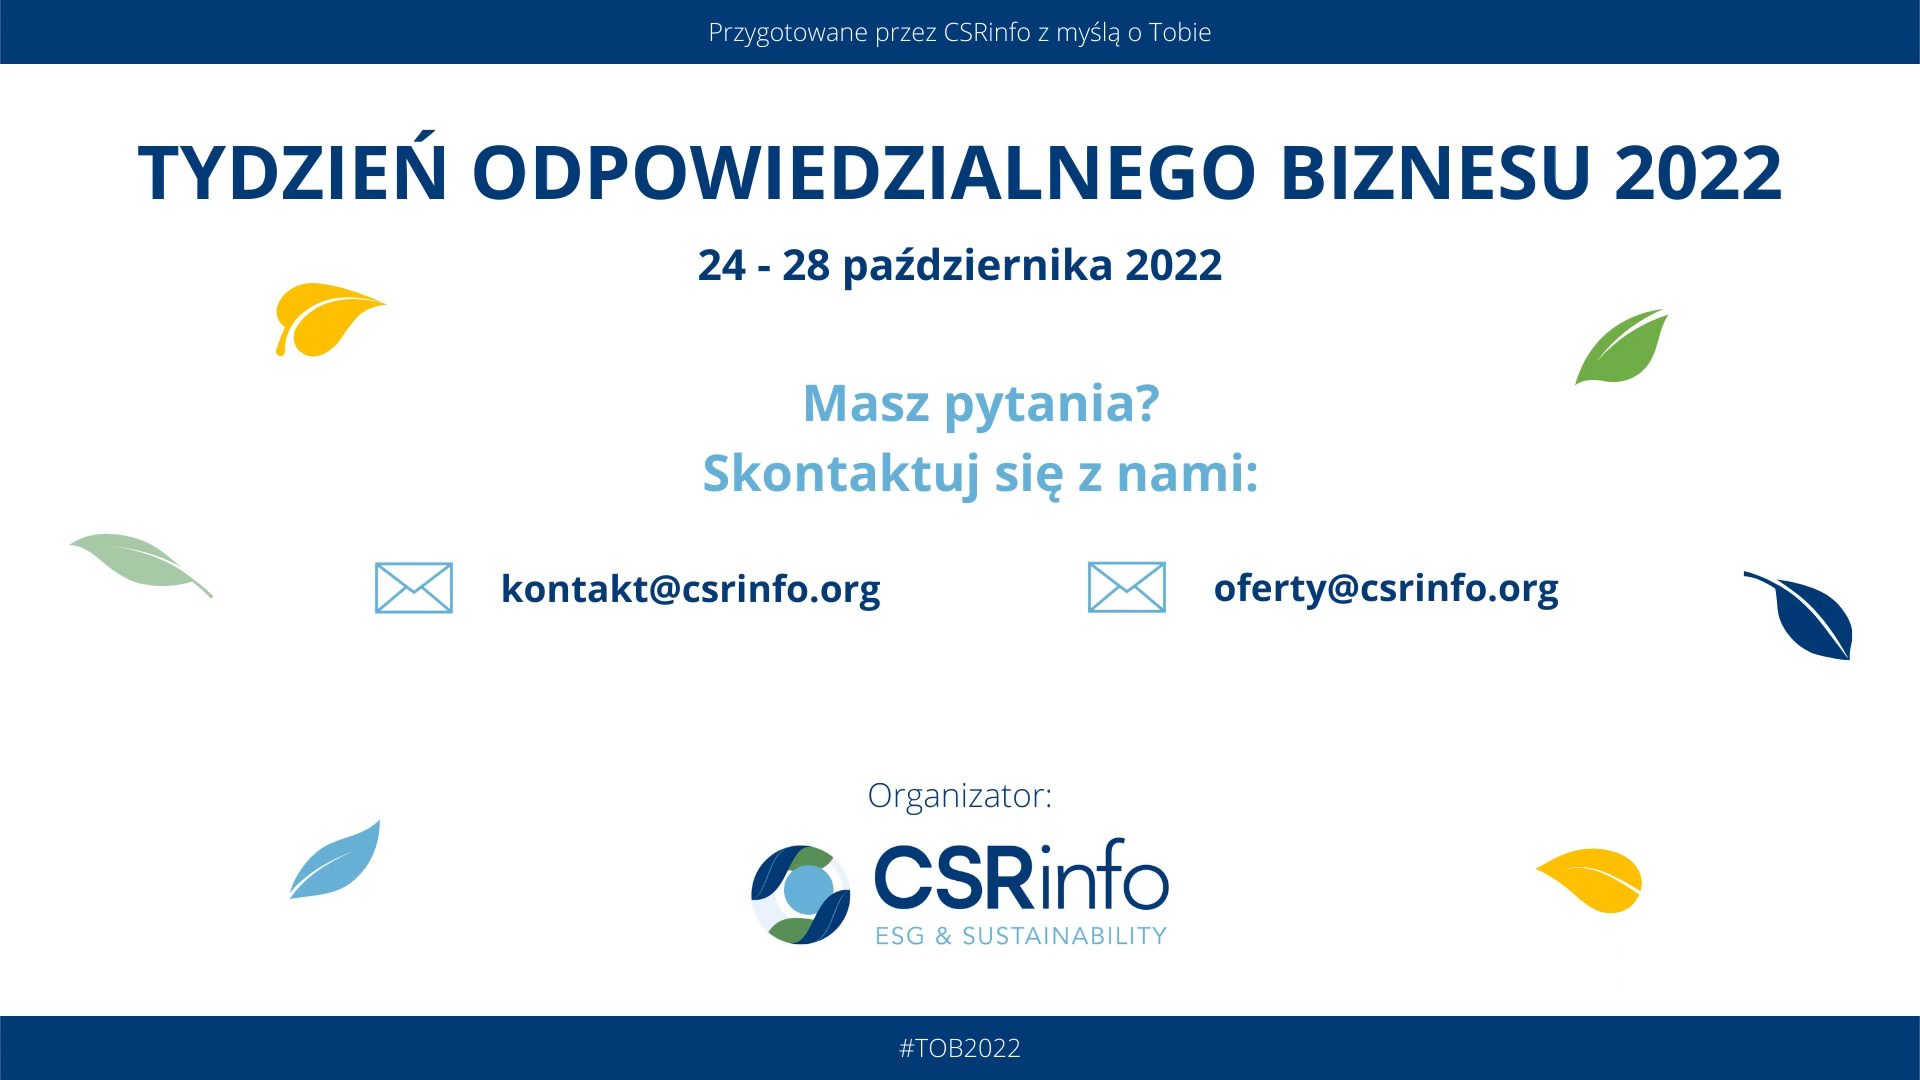 Przygotowane przez CSRinfo z myślą o Tobie
TYDZIEŃ ODPOWIEDZIALNEGO BIZNESU 2022
24 - 28 października 2022
Masz pytania?
Skontaktuj się z nami:
kontakt@csrinfo.org
oferty@csrinfo.org
Organizator:
CSRinfo
ESG & SUSTAINABILITY
#TOB2022